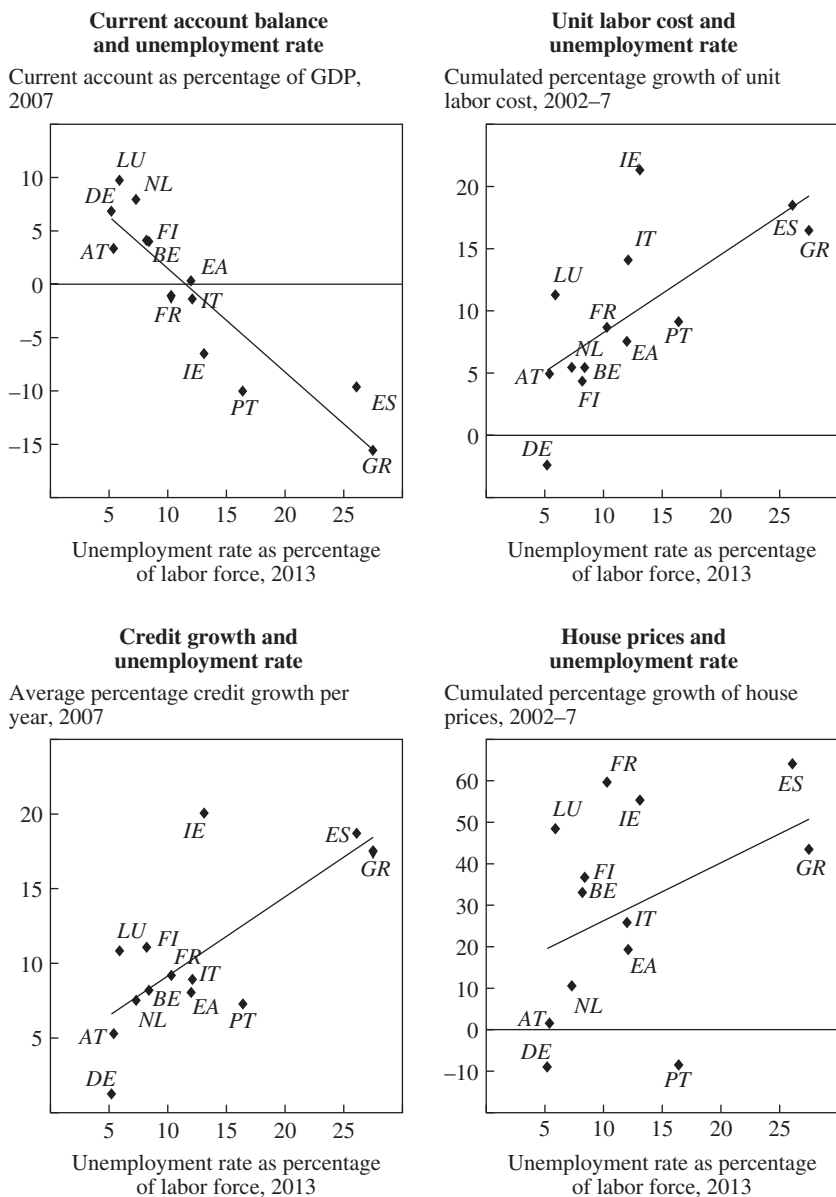 Current account balance
and unemployment rate
Current account as percentage of GDP,
2007
10
5
0
−5
−10
−15
LU
NL
DE
FI
AT
BE
EA
FR
IT
IE
PT
ES
GR
5
10
15
20
25
Unemployment rate as percentage
of labor force, 2013
Unit labor cost and
unemployment rate
Cumulated percentage growth of unit
labor cost, 2002–7
20
15
10
5
0
IE
ES
GR
IT
LU
FR
PT
NL
EA
AT
BE
FI
DE
5
10
15
20
25
Unemployment rate as percentage
of labor force, 2013
Credit growth and
unemployment rate
Average percentage credit growth per
year, 2007
20
15
10
5
IE
ES
GR
LU
FI
FR
IT
BE
EA
NL
PT
AT
DE
5
10
15
20
25
Unemployment rate as percentage
of labor force, 2013
House prices and
unemployment rate
Cumulated percentage growth of house
prices, 2002–7
60
50
40
30
20
10
0
−10
FR
ES
LU
IE
GR
FI
BE
IT
EA
NL
AT
DE
PT
5
10
15
20
25
Unemployment rate as percentage
of labor force, 2013